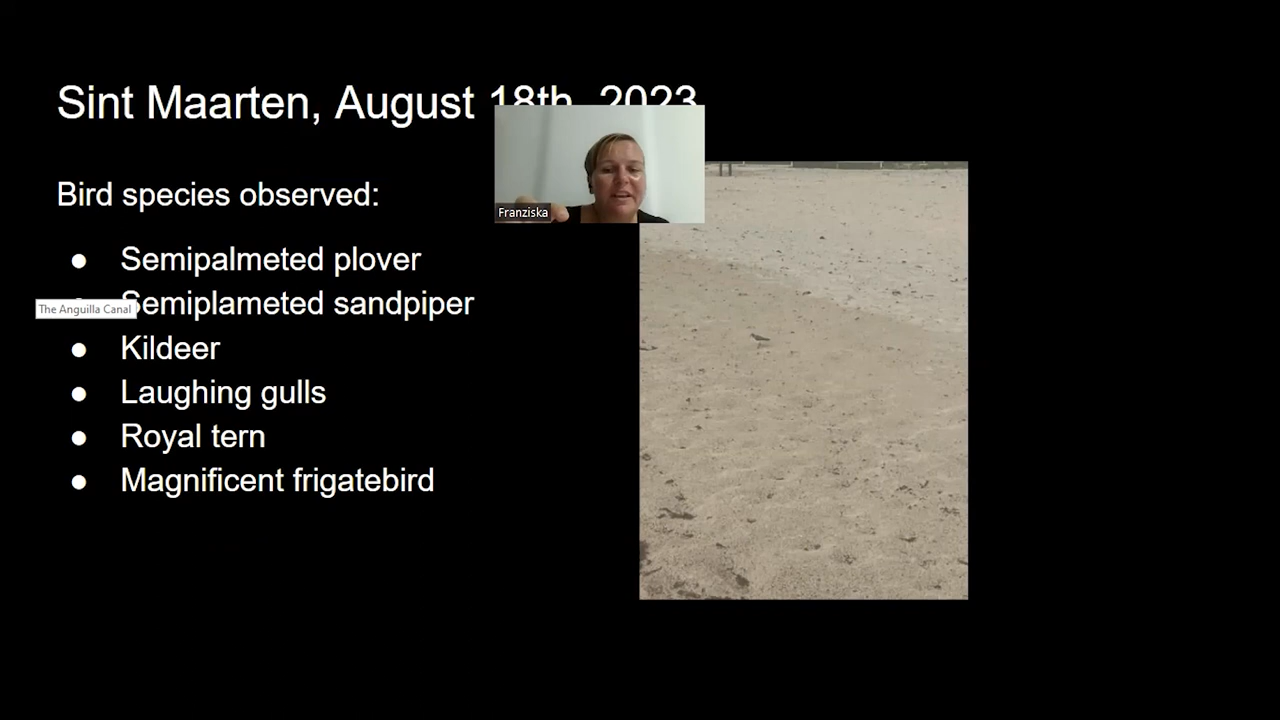 Sint Maarten, August 18th, 2023
Franziska
Bird species observed:
● Semipalmeted plover
The Anguilla Canal
Semiplameted sandpiper
● Kildeer
● Laughing gulls
● Royal tern
● Magnificent frigatebird